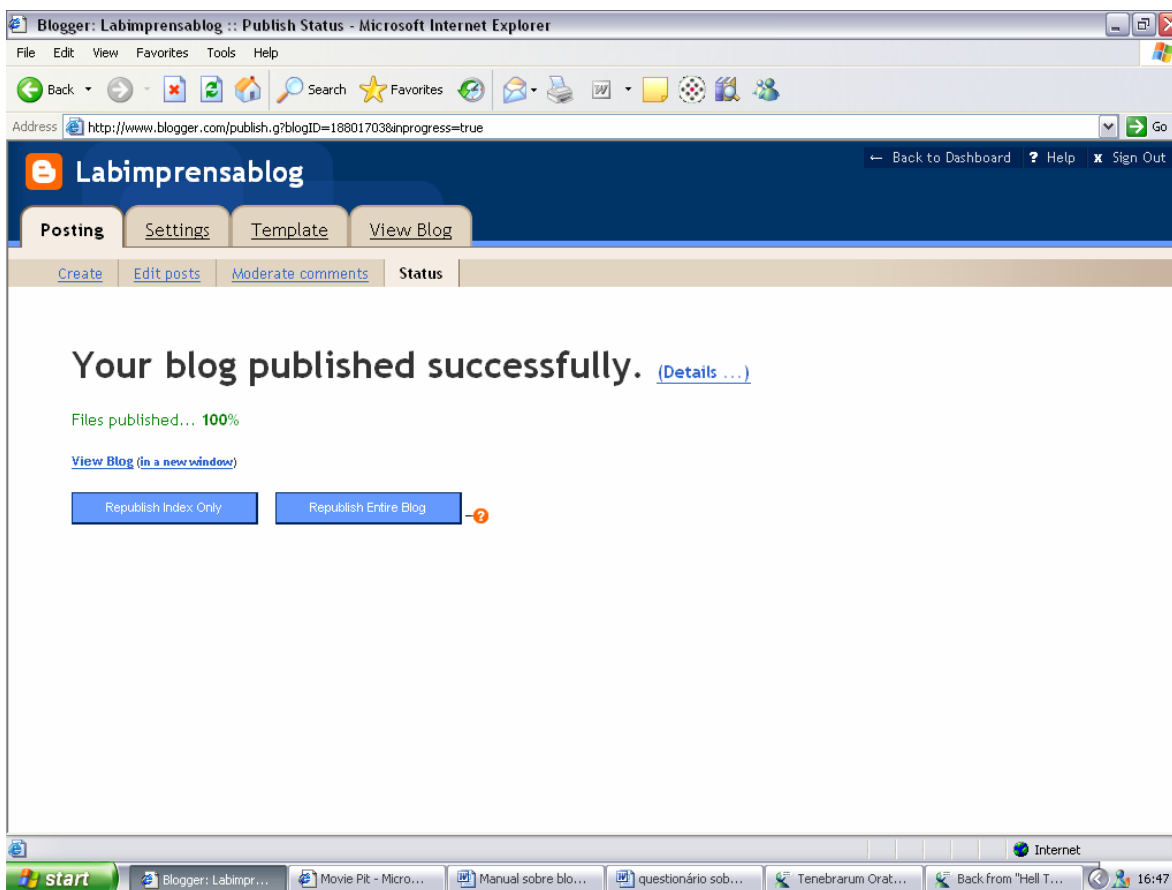 Blogger: Labimprensablog :: Publish Status - Microsoft Internet Explorer
File Edit View Favorites Tools Help
Back Search Favorites
Address http://www.blogger.com/publish.g?blogID=18801703&inprogress=true Go
Labimprensablog
← Back to Dashboard ? Help x Sign Out
Posting Settings Template View Blog
Create Edit posts Moderate comments Status
Your blog published successfully. (Details ...)
Files published... 100%
View Blog (in a new window)
Republish Index Only Republish Entire Blog ?
Internet
start Blogger: Labimpr... Movie Pit - Micro... Manual sobre blo... questionário sob... Tenebrarum Orat... Back from "Hell T... 16:47